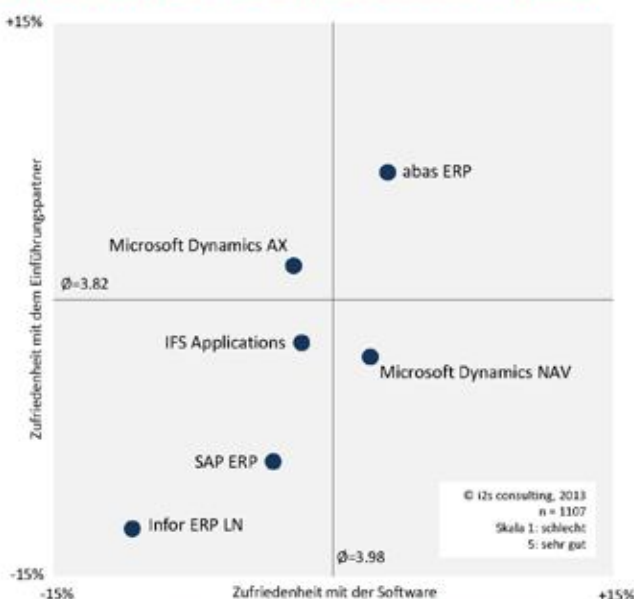 +15%
abas ERP
Microsoft Dynamics AX
Ø=3.82
Zufriedenheit mit dem Einführungspartner
IFS Applications
Microsoft Dynamics NAV
SAP ERP
Infor ERP LN
© i2s consulting, 2013
n = 1107
Skala 1: schlecht
5: sehr gut
Ø=3.98
-15%
-15%
Zufriedenheit mit der Software
+15%